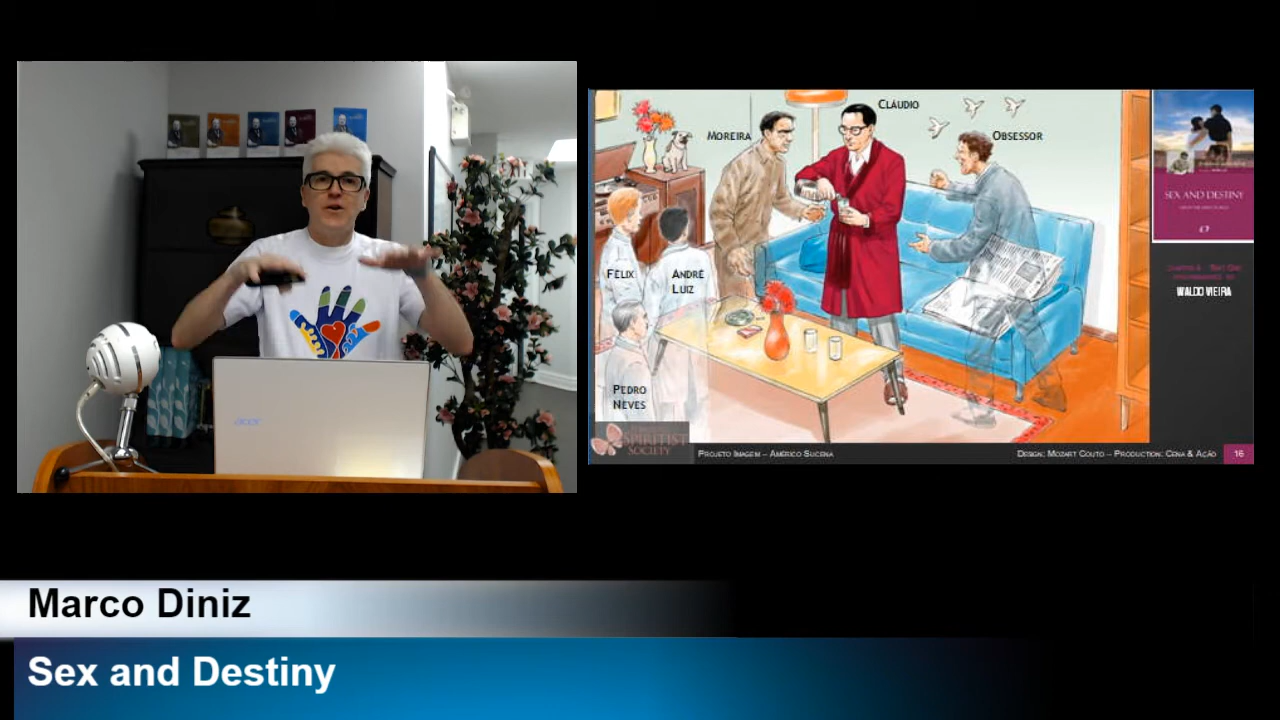 CLÁUDIO
MOREIRA
OBSESSOR
FÉLIX
ANDRÉ
LUIZ
PEDRO
NEVES
SEX AND DESTINY
WALDO VIEIRA
SPIRITIST
SOCIETY
PROJETO IMAGEM – AMÉRICO SUCENA
DESIGN: MOZART COUTO – PRODUCTION: CENA & AÇÃO
16
acer
Marco Diniz
Sex and Destiny